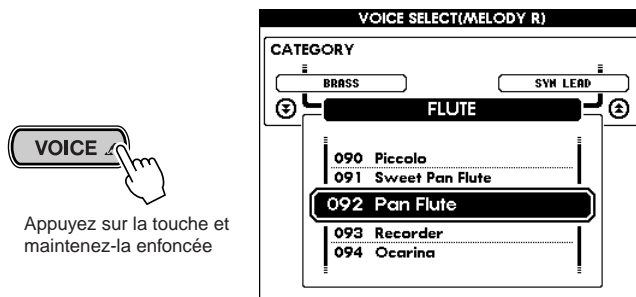 VOICE SELECT(MELODY R)
CATEGORY
BRASS
SYN LEAD
FLUTE
090 Piccolo
091 Sweet Pan Flute
092 Pan Flute
093 Recorder
094 Ocarina
VOICE
Appuyez sur la touche et
maintenez-la enfoncée